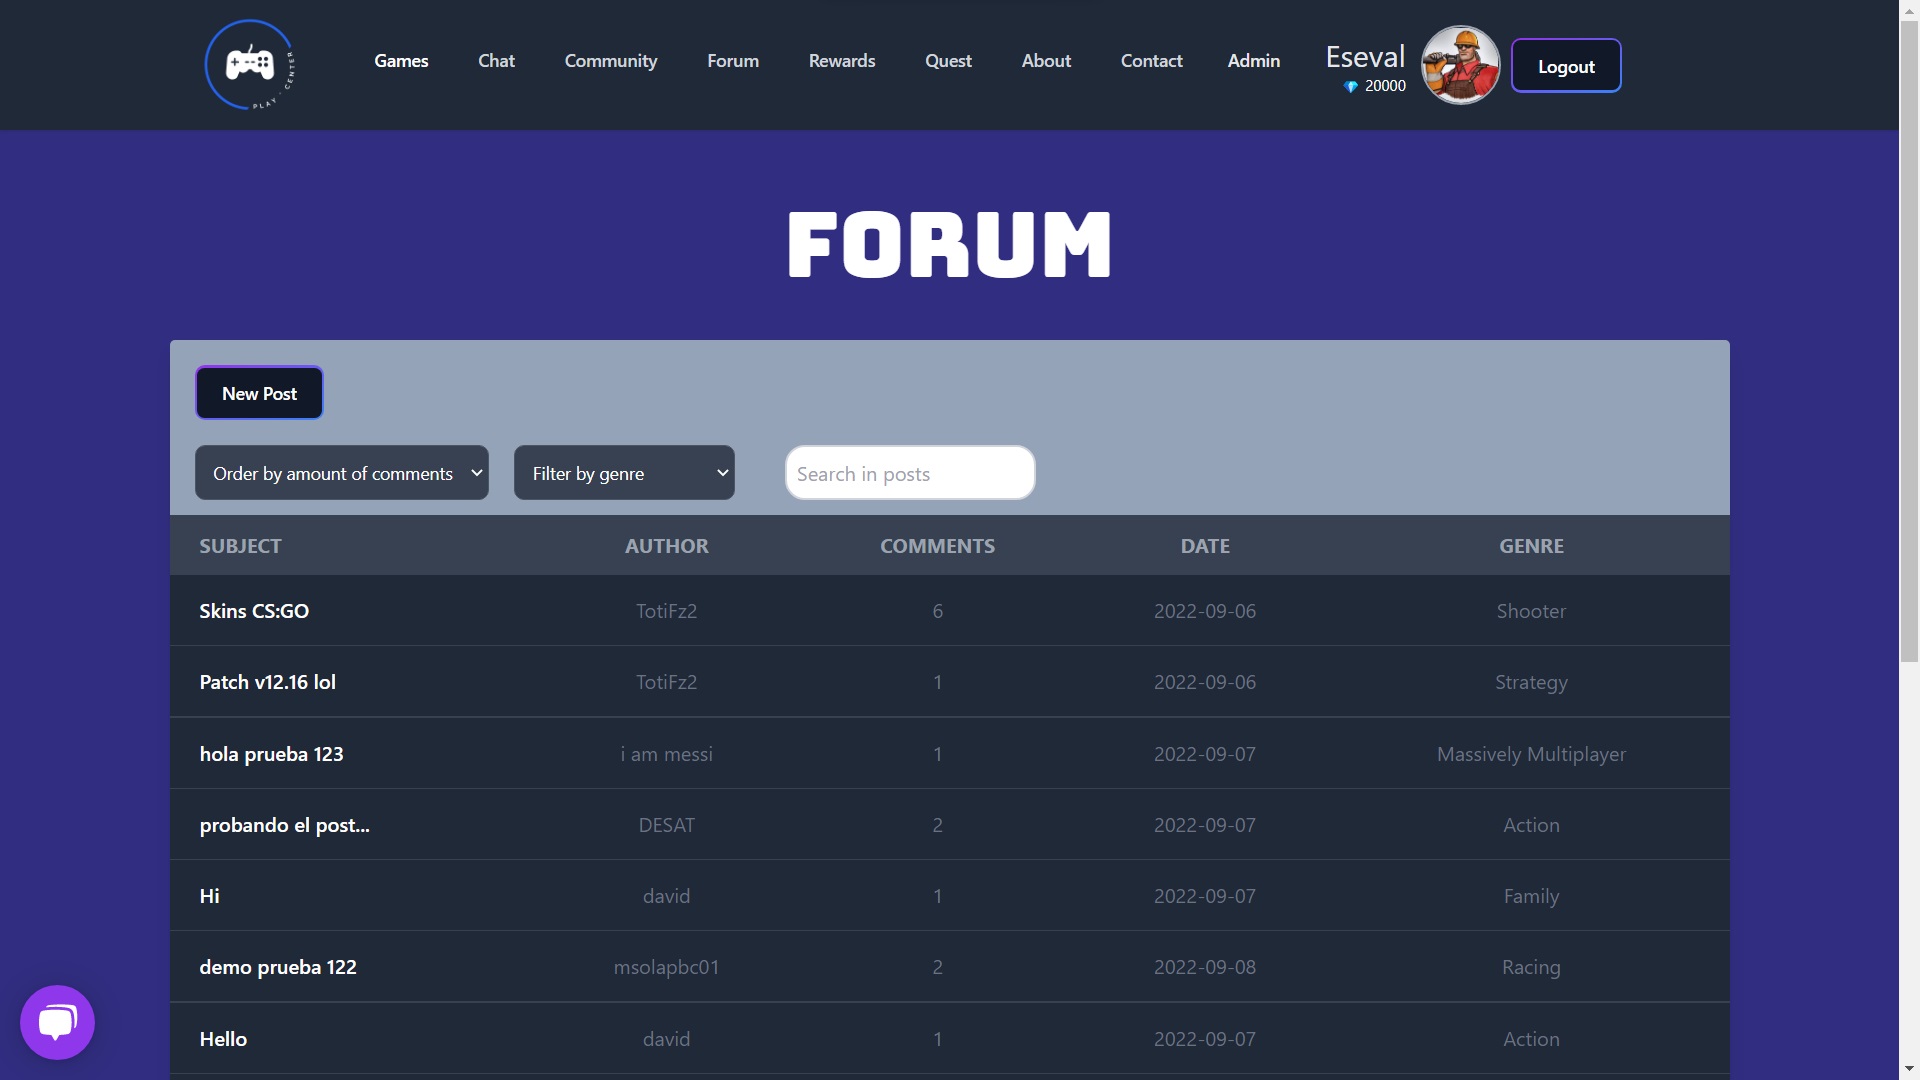 PLAY · CENTER
Games Chat Community Forum Rewards Quest About Contact Admin
Eseval
20000
Logout
FORUM
New Post
Order by amount of comments Filter by genre Search in posts
SUBJECT AUTHOR COMMENTS DATE GENRE
Skins CS:GO TotiFz2 6 2022-09-06 Shooter
Patch v12.16 lol TotiFz2 1 2022-09-06 Strategy
hola prueba 123 i am messi 1 2022-09-07 Massively Multiplayer
probando el post... DESAT 2 2022-09-07 Action
Hi david 1 2022-09-07 Family
demo prueba 122 msolapbc01 2 2022-09-08 Racing
Hello david 1 2022-09-07 Action